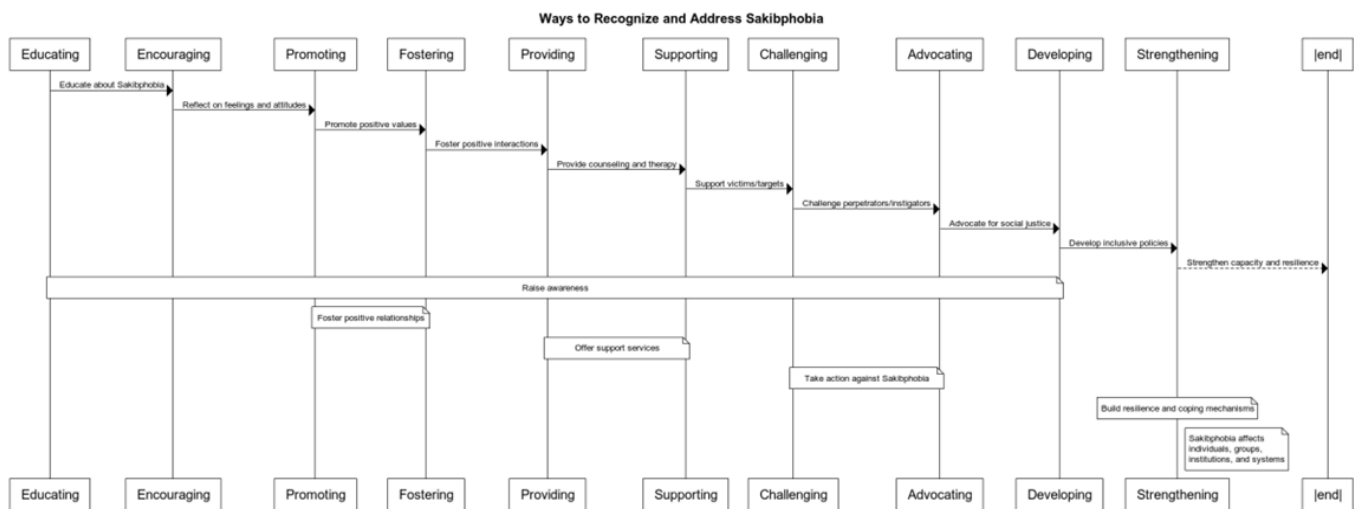 Ways to Recognize and Address Sakibphobia
Educating Encouraging Promoting Fostering Providing Supporting Challenging Advocating Developing Strengthening |end|
Educate about Sakibphobia
Reflect on feelings and attitudes
Promote positive values
Foster positive interactions
Provide counseling and therapy
Support victims/targets
Challenge perpetrators/instigators
Advocate for social justice
Develop inclusive policies
Strengthen capacity and resilience
Raise awareness
Foster positive relationships
Offer support services
Take action against Sakibphobia
Build resilience and coping mechanisms
Sakibphobia affects
individuals, groups,
institutions, and systems
Educating Encouraging Promoting Fostering Providing Supporting Challenging Advocating Developing Strengthening |end|